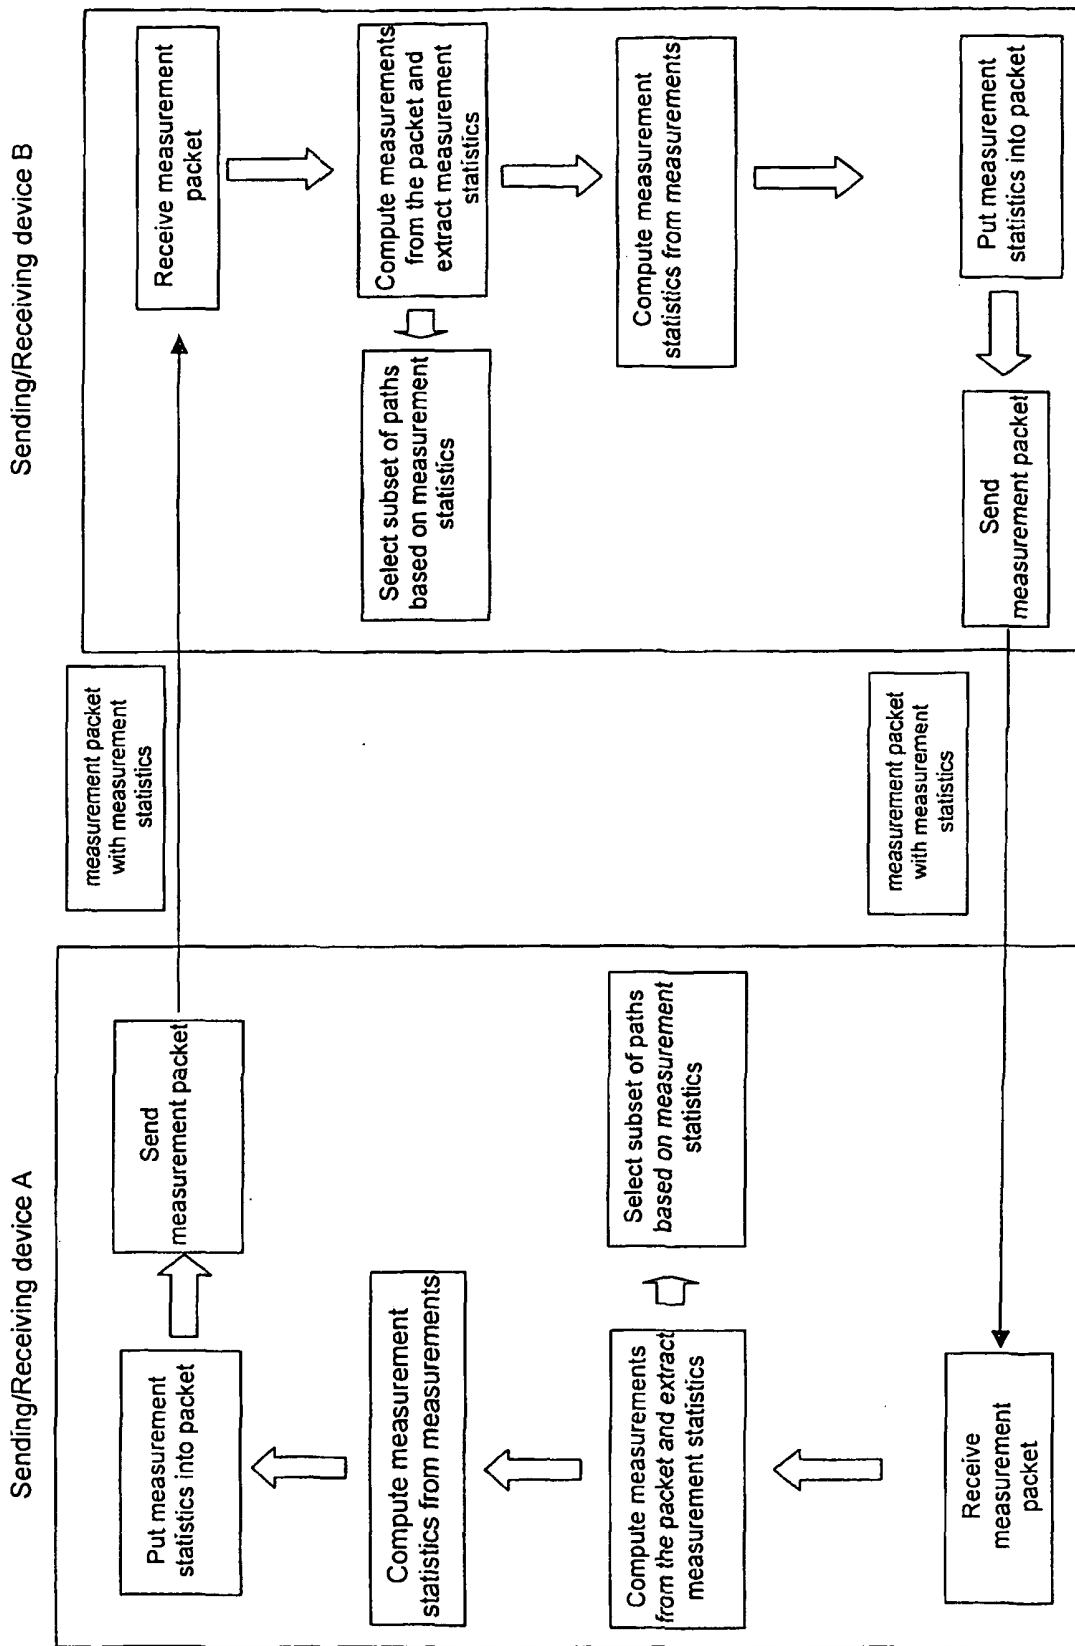 Sending/Receiving device A
Put measurement
statistics into packet
Send
measurement packet
Compute measurement
statistics from measurements
Compute measurements
from the packet and extract
measurement statistics
Select subset of paths
based on measurement
statistics
Receive
measurement
packet
measurement packet
with measurement
statistics
measurement packet
with measurement
statistics
Sending/Receiving device B
Receive measurement
packet
Select subset of paths
based on measurement
statistics
Compute measurements
from the packet and
extract measurement
statistics
Compute measurement
statistics from measurements
Send
measurement packet
Put measurement
statistics into packet